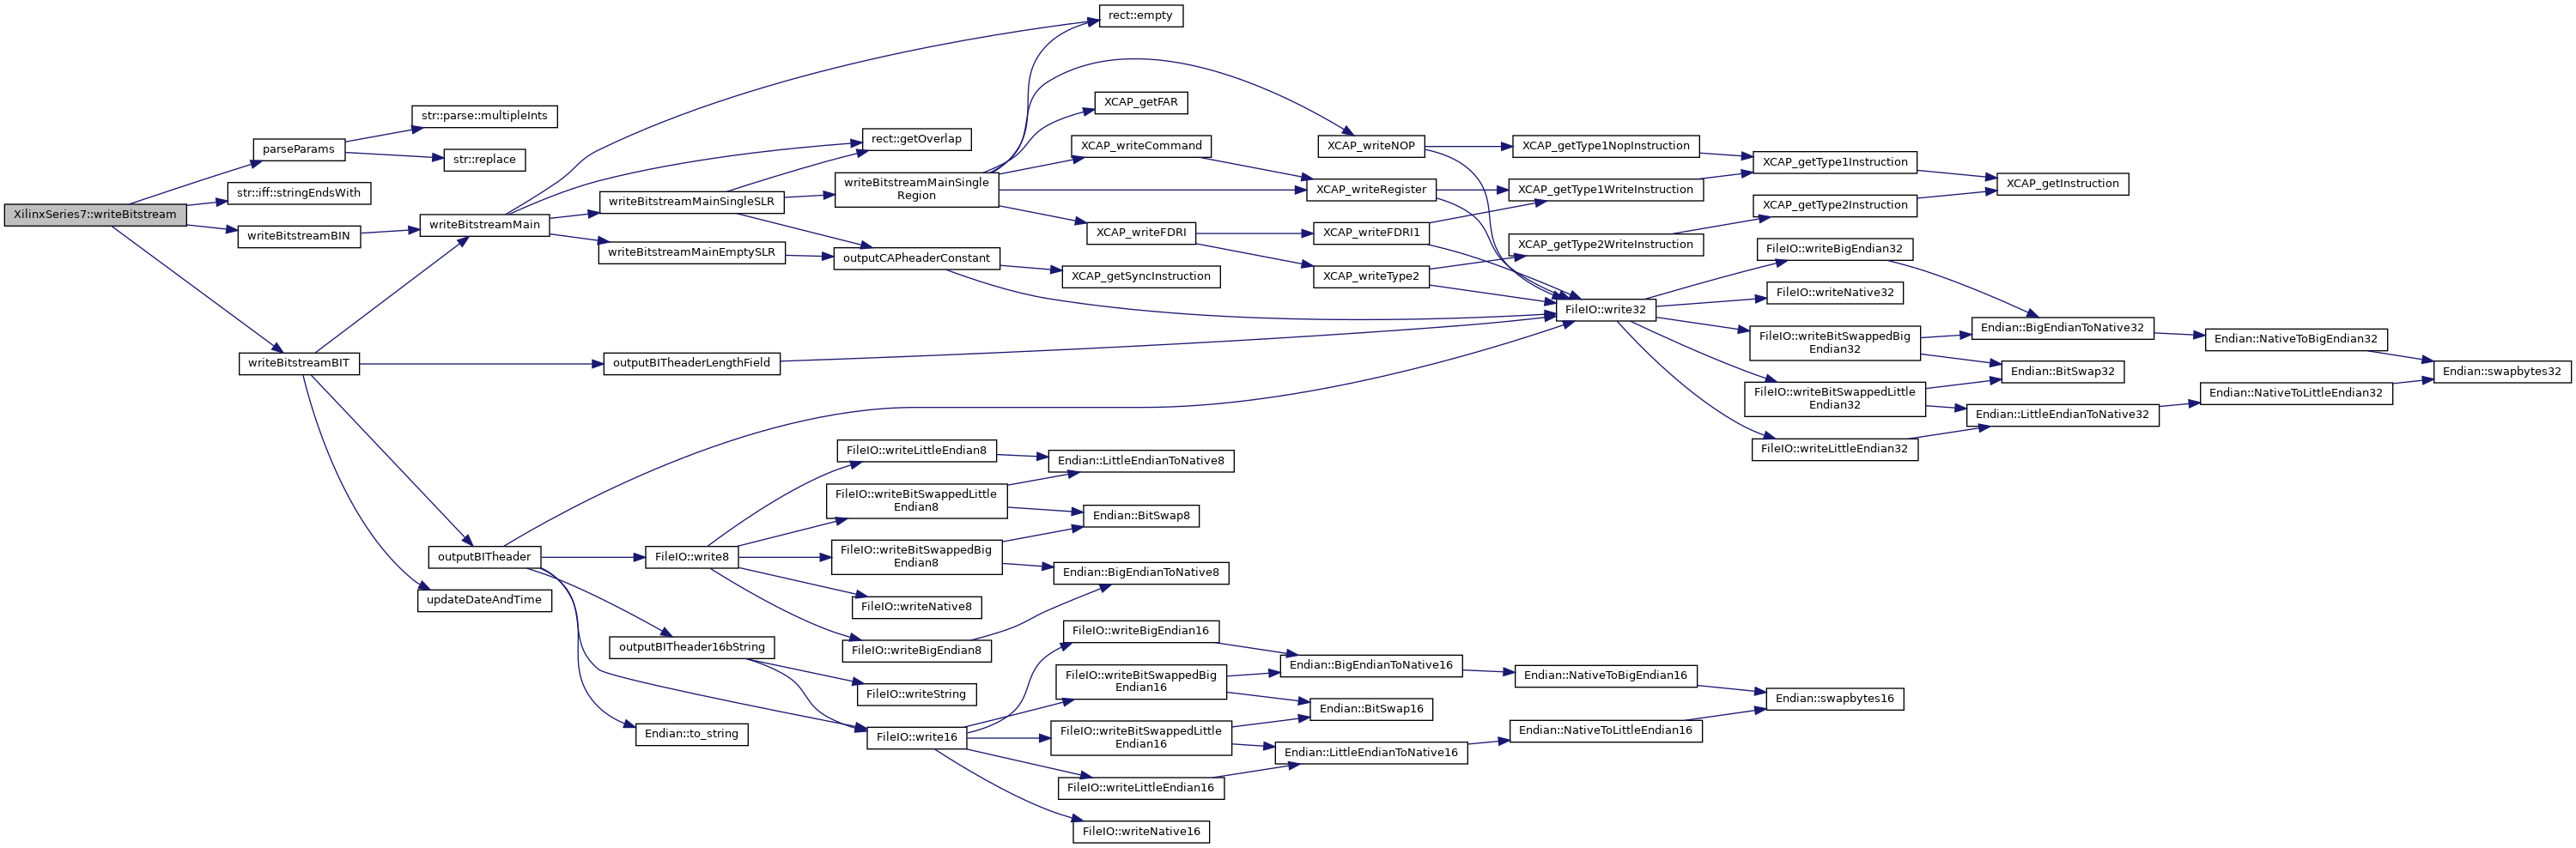 XilinxSeries7::writeBitstream
parseParams
str::parse::multipleInts
str::replace
str::iff::stringEndsWith
writeBitstreamBIN
writeBitstreamMain
rect::empty
rect::getOverlap
writeBitstreamMainSingleSLR
writeBitstreamMainSingle
Region
XCAP_getFAR
XCAP_writeCommand
XCAP_writeNOP
XCAP_writeRegister
XCAP_writeFDRI
XCAP_writeFDRI1
XCAP_writeType2
XCAP_getType1NopInstruction
XCAP_getType1WriteInstruction
XCAP_getType2WriteInstruction
XCAP_getType1Instruction
XCAP_getType2Instruction
XCAP_getInstruction
writeBitstreamMainEmptySLR
outputCAPheaderConstant
XCAP_getSyncInstruction
FileIO::write32
FileIO::writeBigEndian32
FileIO::writeNative32
FileIO::writeBitSwappedBig
Endian32
FileIO::writeBitSwappedLittle
Endian32
FileIO::writeLittleEndian32
Endian::BigEndianToNative32
Endian::BitSwap32
Endian::LittleEndianToNative32
Endian::NativeToBigEndian32
Endian::NativeToLittleEndian32
Endian::swapbytes32
writeBitstreamBIT
outputBITheaderLengthField
outputBITheader
updateDateAndTime
FileIO::write8
FileIO::writeLittleEndian8
FileIO::writeBitSwappedLittle
Endian8
FileIO::writeBitSwappedBig
Endian8
FileIO::writeNative8
FileIO::writeBigEndian8
Endian::LittleEndianToNative8
Endian::BitSwap8
Endian::BigEndianToNative8
outputBITheader16bString
FileIO::writeString
Endian::to_string
FileIO::write16
FileIO::writeBigEndian16
FileIO::writeBitSwappedBig
Endian16
FileIO::writeBitSwappedLittle
Endian16
FileIO::writeLittleEndian16
FileIO::writeNative16
Endian::BigEndianToNative16
Endian::BitSwap16
Endian::LittleEndianToNative16
Endian::NativeToBigEndian16
Endian::NativeToLittleEndian16
Endian::swapbytes16